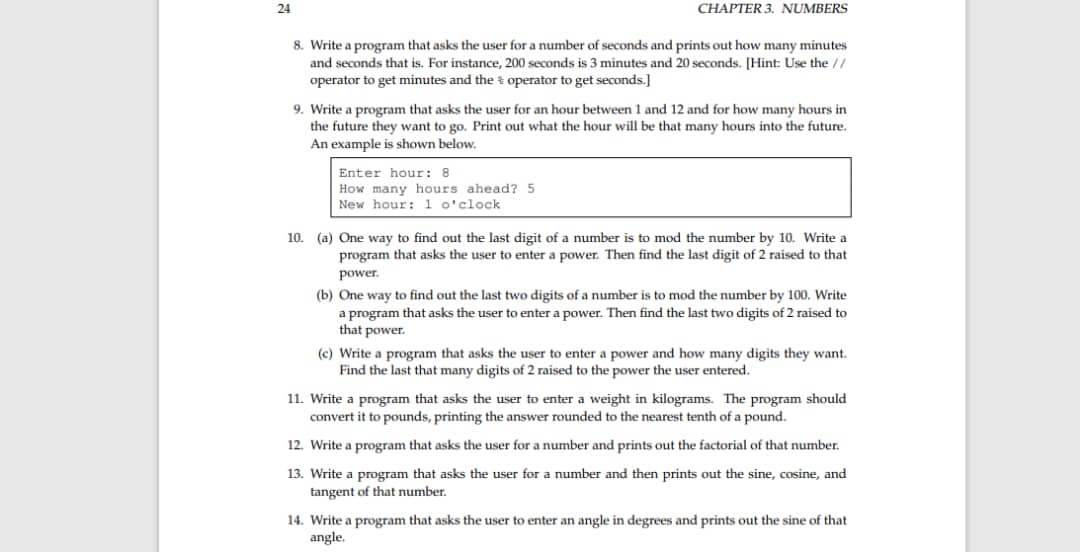 24 CHAPTER 3. NUMBERS
8. Write a program that asks the user for a number of seconds and prints out how many minutes
and seconds that is. For instance, 200 seconds is 3 minutes and 20 seconds. [Hint: Use the //
operator to get minutes and the % operator to get seconds.]
9. Write a program that asks the user for an hour between 1 and 12 and for how many hours in
the future they want to go. Print out what the hour will be that many hours into the future.
An example is shown below.
Enter hour: 8
How many hours ahead? 5
New hour: 1 o'clock
10. (a) One way to find out the last digit of a number is to mod the number by 10. Write a
program that asks the user to enter a power. Then find the last digit of 2 raised to that
power.
(b) One way to find out the last two digits of a number is to mod the number by 100. Write
a program that asks the user to enter a power. Then find the last two digits of 2 raised to
that power.
(c) Write a program that asks the user to enter a power and how many digits they want.
Find the last that many digits of 2 raised to the power the user entered.
11. Write a program that asks the user to enter a weight in kilograms. The program should
convert it to pounds, printing the answer rounded to the nearest tenth of a pound.
12. Write a program that asks the user for a number and prints out the factorial of that number.
13. Write a program that asks the user for a number and then prints out the sine, cosine, and
tangent of that number.
14. Write a program that asks the user to enter an angle in degrees and prints out the sine of that
angle.